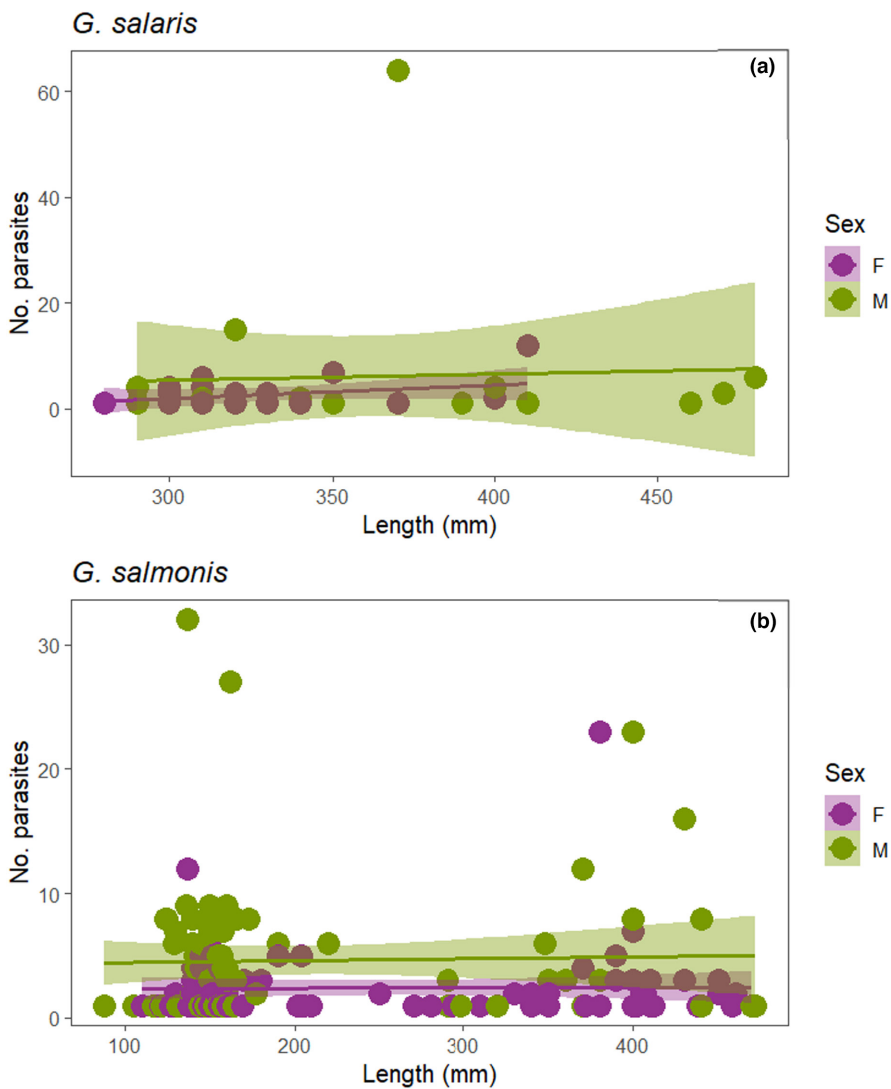 G. salaris
(a)
60
40
20
0
No. parasites
300 350 400 450
Length (mm)
Sex
F
M
G. salmonis
(b)
30
20
10
0
No. parasites
100 200 300 400
Length (mm)
Sex
F
M